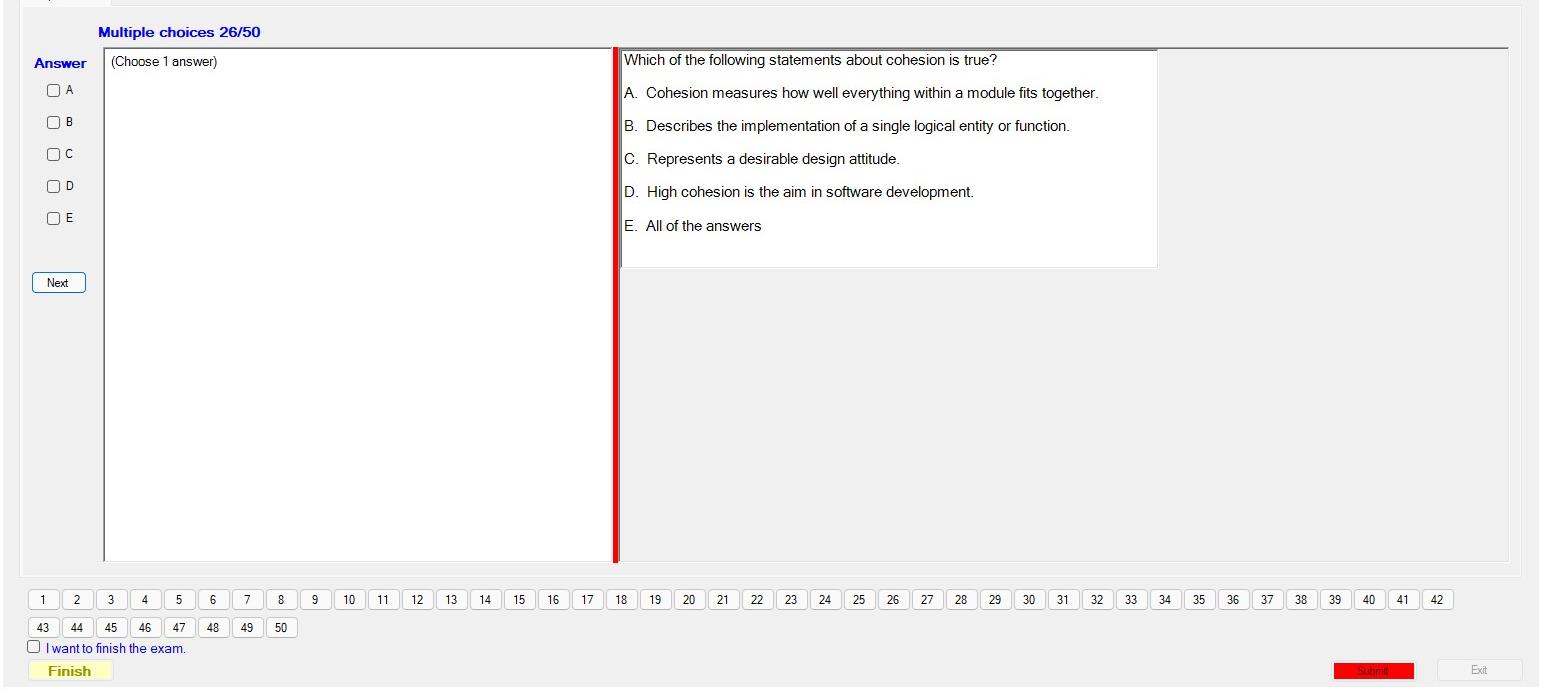 Multiple choices 26/50
Answer
(Choose 1 answer)
A
B
C
D
E
Next
Which of the following statements about cohesion is true?
A. Cohesion measures how well everything within a module fits together.
B. Describes the implementation of a single logical entity or function.
C. Represents a desirable design attitude.
D. High cohesion is the aim in software development.
E. All of the answers
1 2 3 4 5 6 7 8 9 10 11 12 13 14 15 16 17 18 19 20 21 22 23 24 25 26 27 28 29 30 31 32 33 34 35 36 37 38 39 40 41 42
43 44 45 46 47 48 49 50
I want to finish the exam.
Finish
Submit
Exit